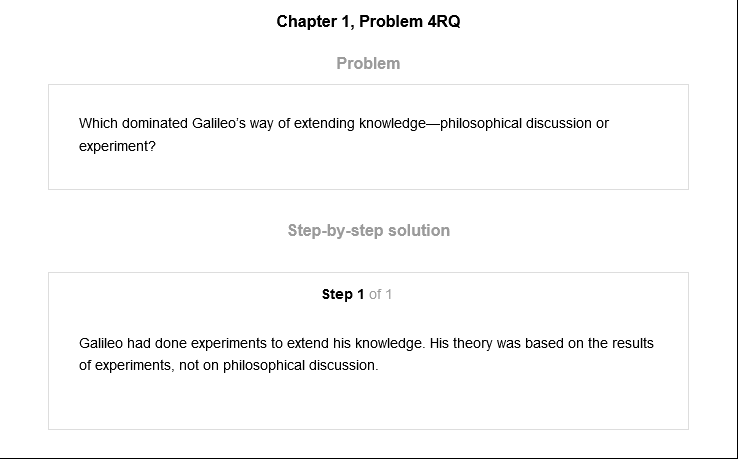 Chapter 1, Problem 4RQ
Problem
Which dominated Galileo’s way of extending knowledge—philosophical discussion or
experiment?
Step-by-step solution
Step 1 of 1
Galileo had done experiments to extend his knowledge. His theory was based on the results
of experiments, not on philosophical discussion.